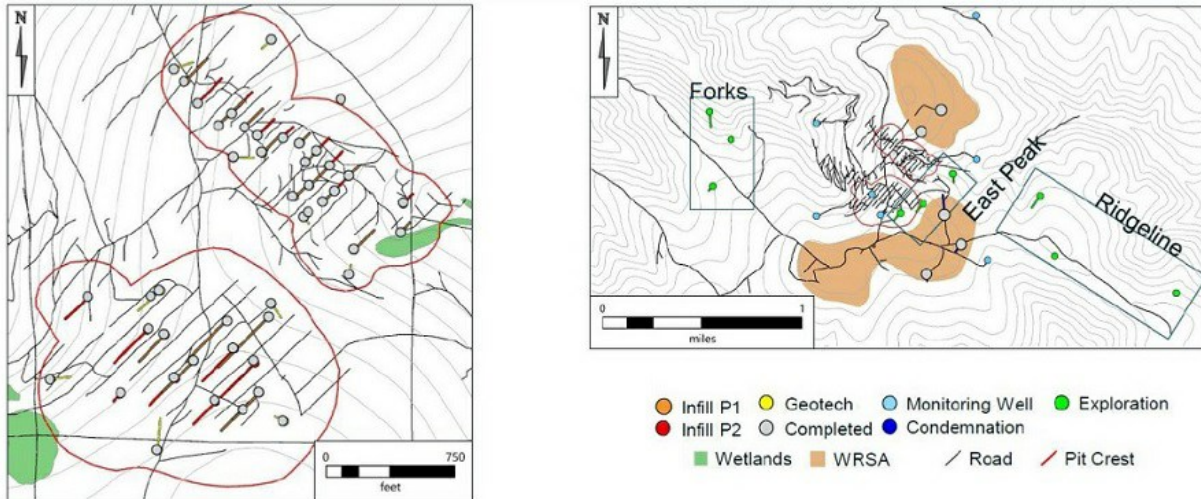 N
0
750
feet
N
Forks
East Peak
Ridgeline
0
1
miles
Infill P1
Geotech
Monitoring Well
Exploration
Infill P2
Completed
Condemnation
Wetlands
WRSA
Road
Pit Crest